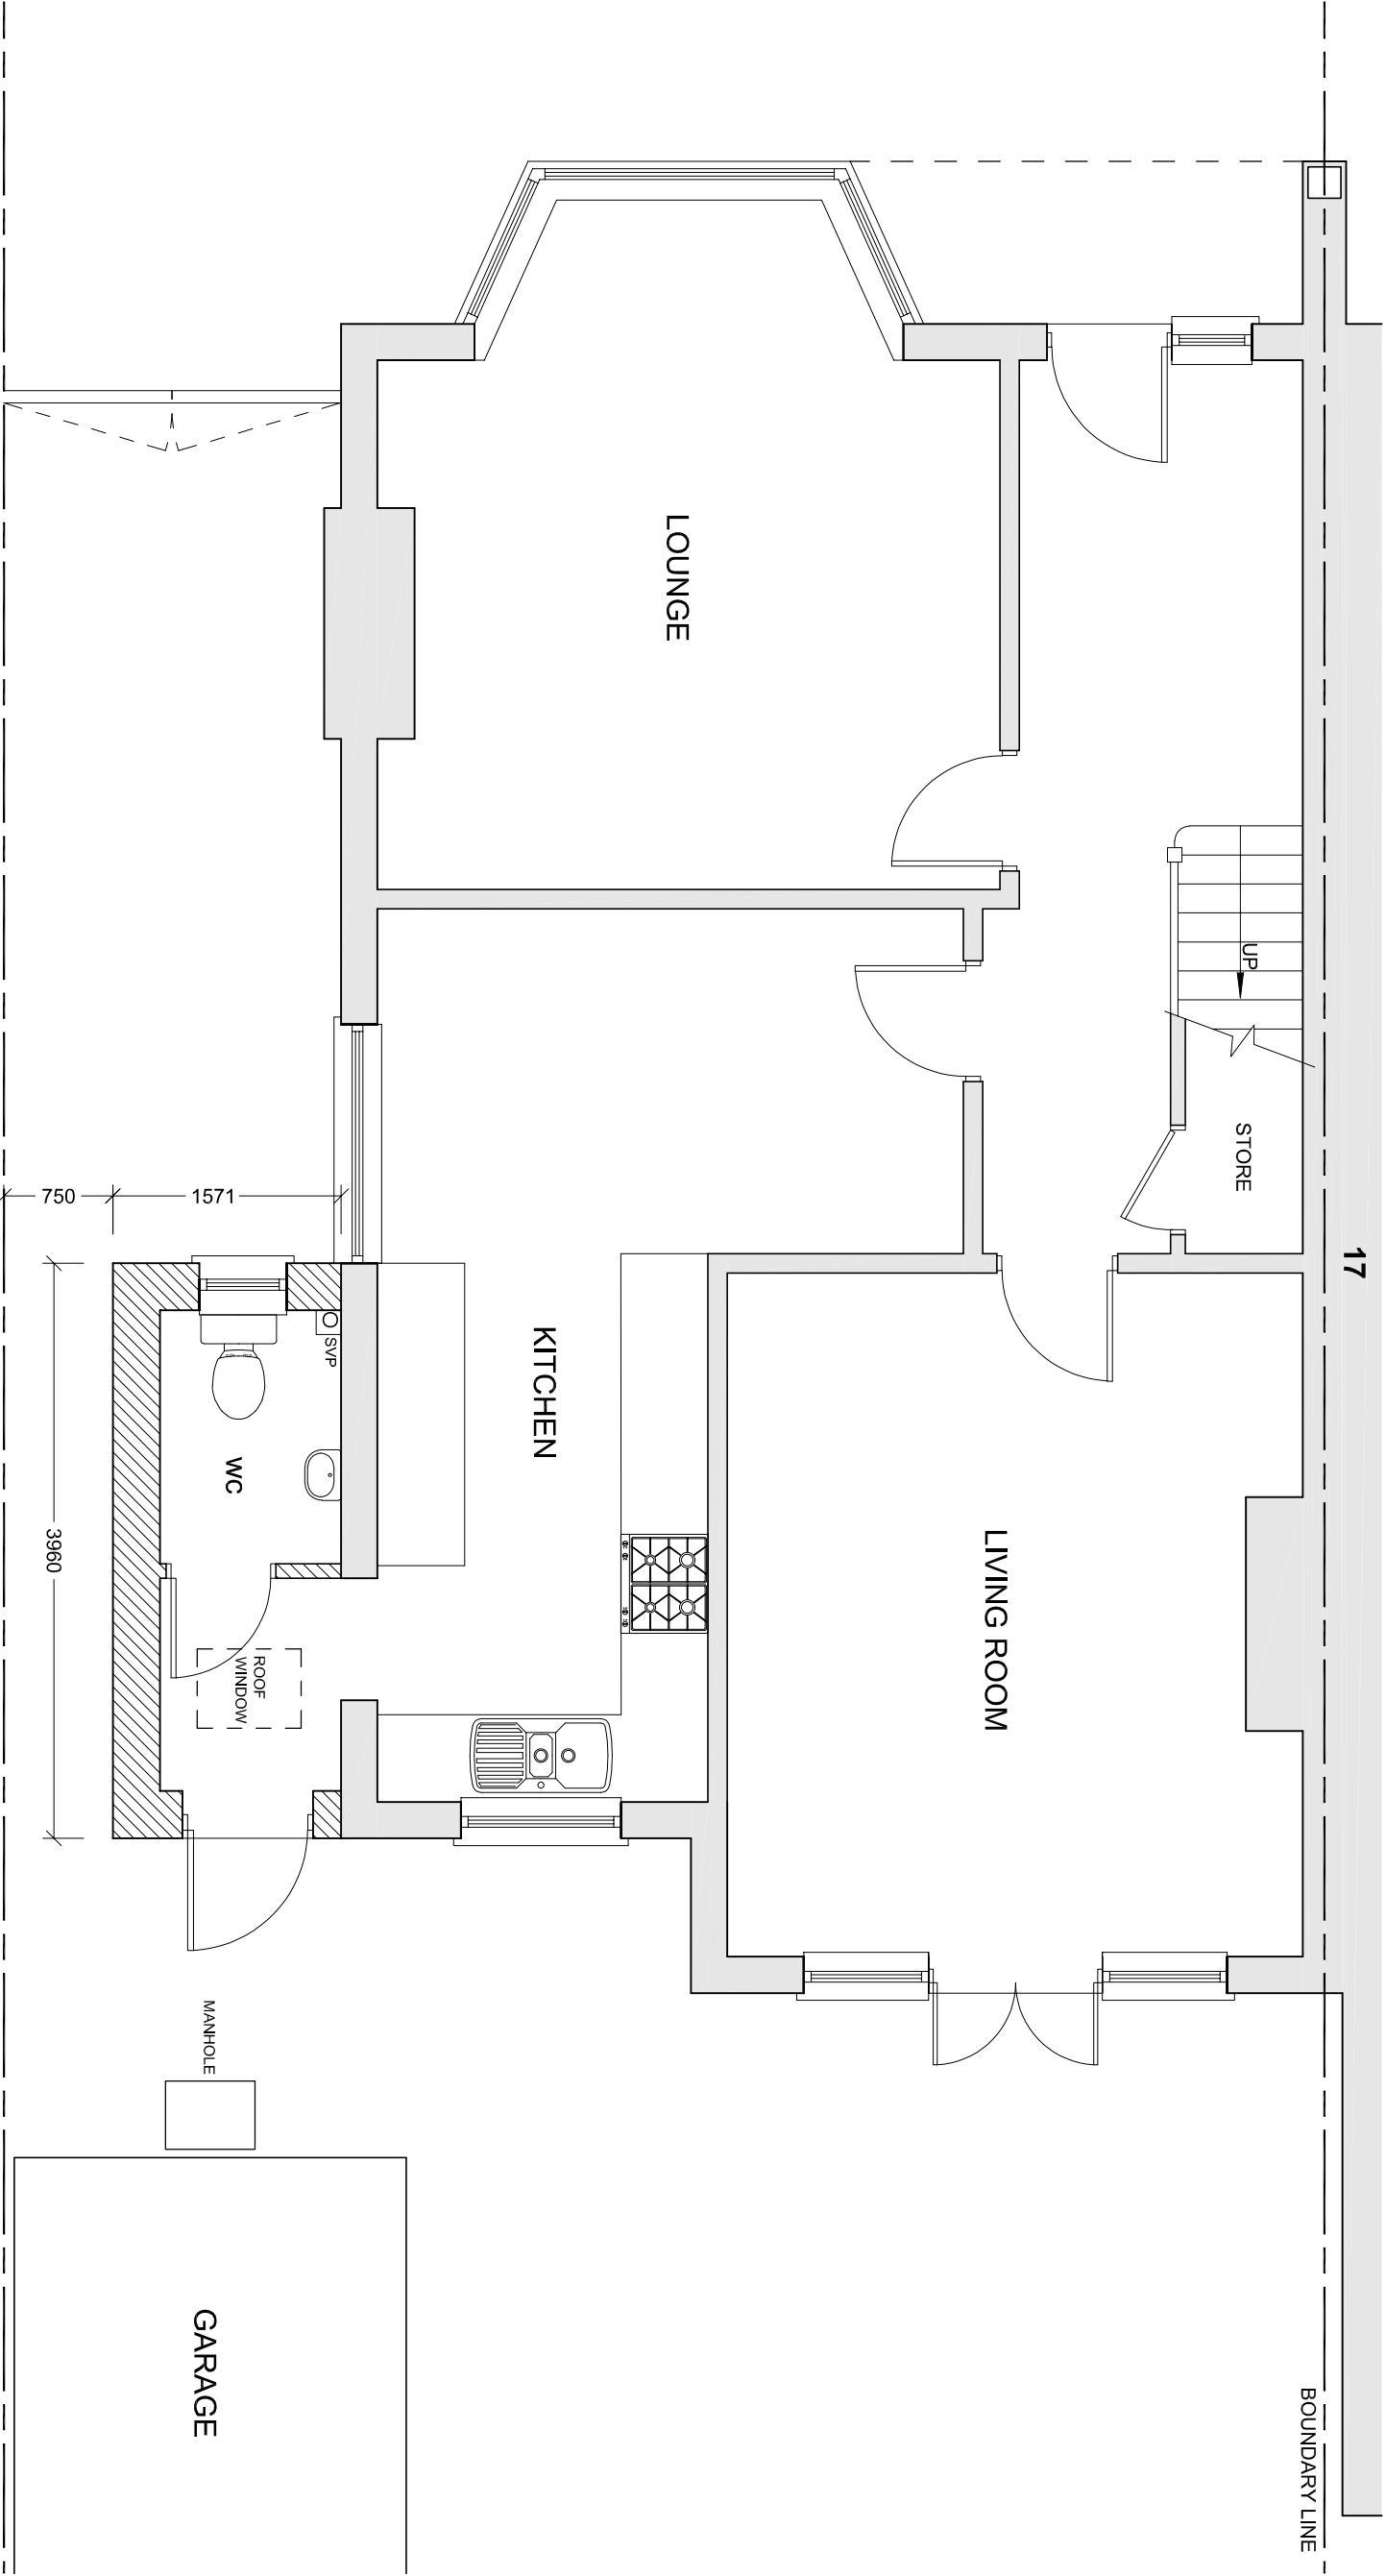 LOUNGE
UP
STORE
17
750
1571
3960
KITCHEN
SVP
WC
ROOF
WINDOW
LIVING ROOM
MANHOLE
GARAGE
BOUNDARY LINE